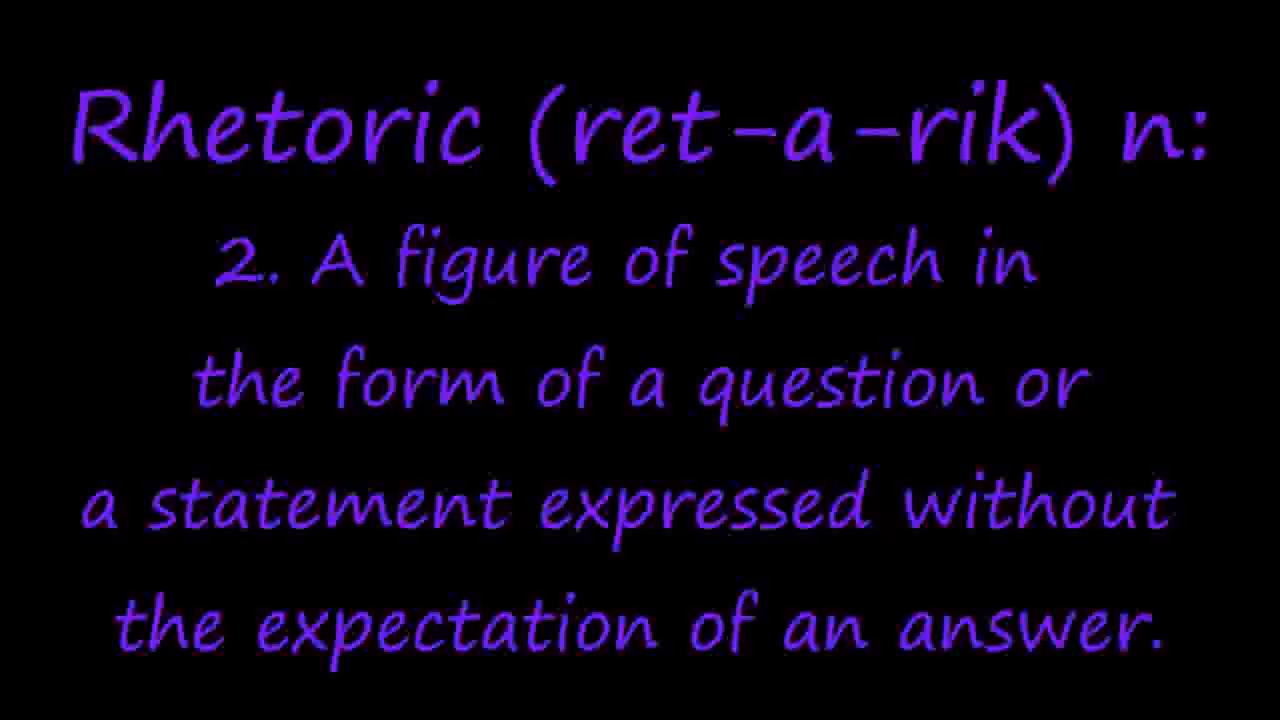 Rhetoric (ret-a-rik) n:
2. A figure of speech in
the form of a question or
a statement expressed without
the expectation of an answer.